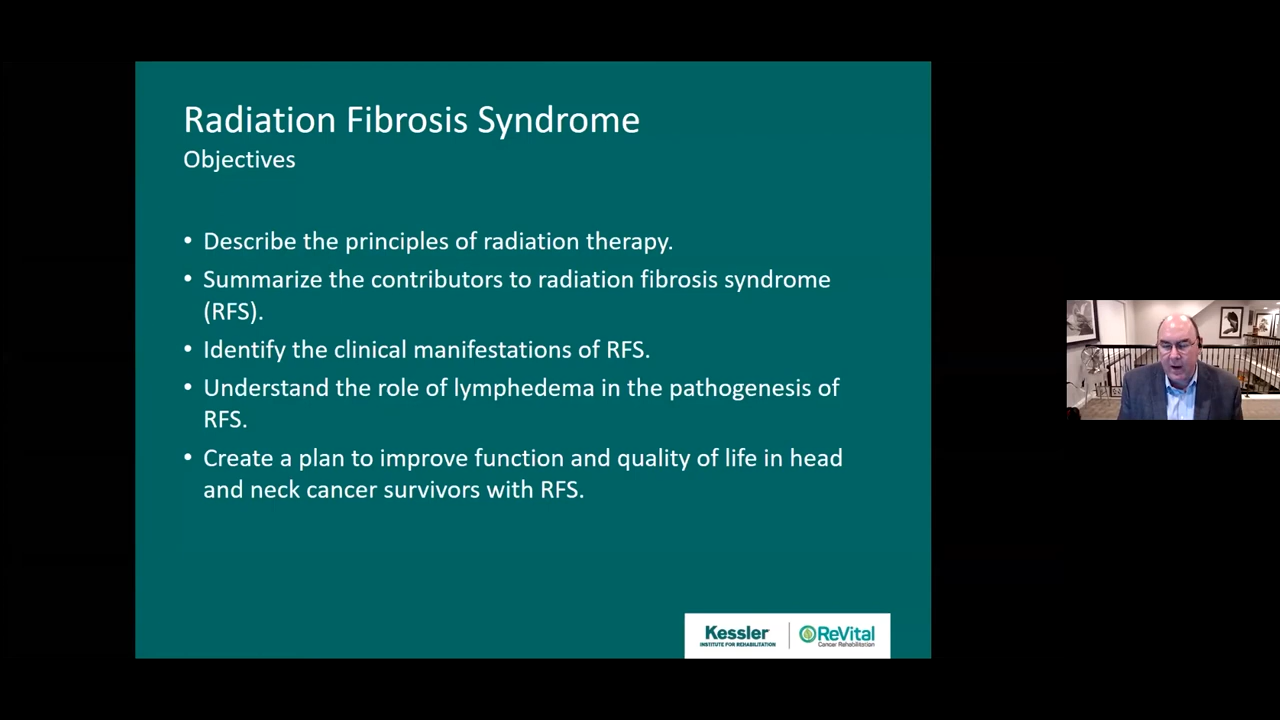 Radiation Fibrosis Syndrome
Objectives
• Describe the principles of radiation therapy.
• Summarize the contributors to radiation fibrosis syndrome
(RFS).
• Identify the clinical manifestations of RFS.
• Understand the role of lymphedema in the pathogenesis of
RFS.
• Create a plan to improve function and quality of life in head
and neck cancer survivors with RFS.
Kessler
INSTITUTE FOR REHABILITATION
ReVital
Cancer Rehabilitation